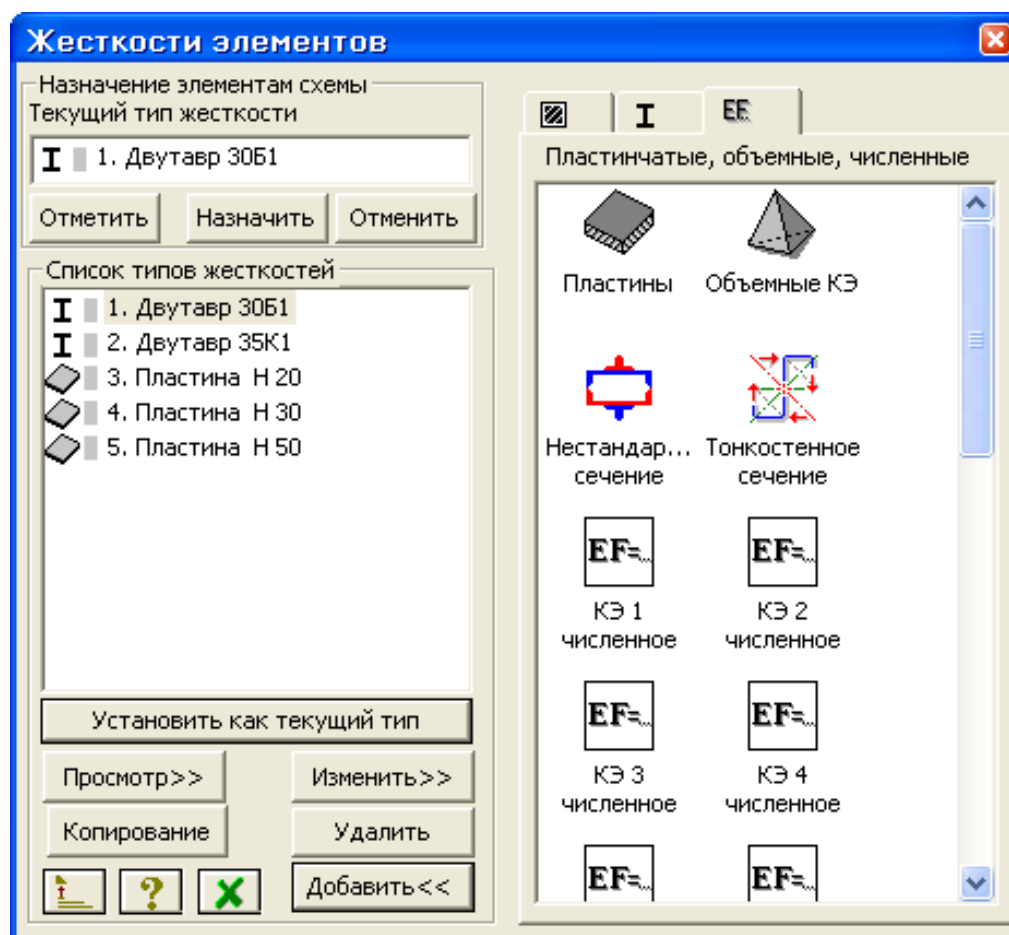 Жесткости элементов
Назначение элементам схемы
Текущий тип жесткости
1. Двутавр 30Б1
Отметить
Назначить
Отменить
Список типов жесткостей
1. Двутавр 30Б1
2. Двутавр 35К1
3. Пластина Н 20
4. Пластина Н 30
5. Пластина Н 50
Установить как текущий тип
Просмотр>>
Изменить>>
Копирование
Удалить
Добавить<<
EF.
Пластинчатые, объемные, численные
Пластины
Объемные КЭ
Нестандар...
сечение
Тонкостенное
сечение
EF=...
КЭ 1
численное
EF=...
КЭ 2
численное
EF=...
КЭ 3
численное
EF=...
КЭ 4
численное
EF=...
EF=...